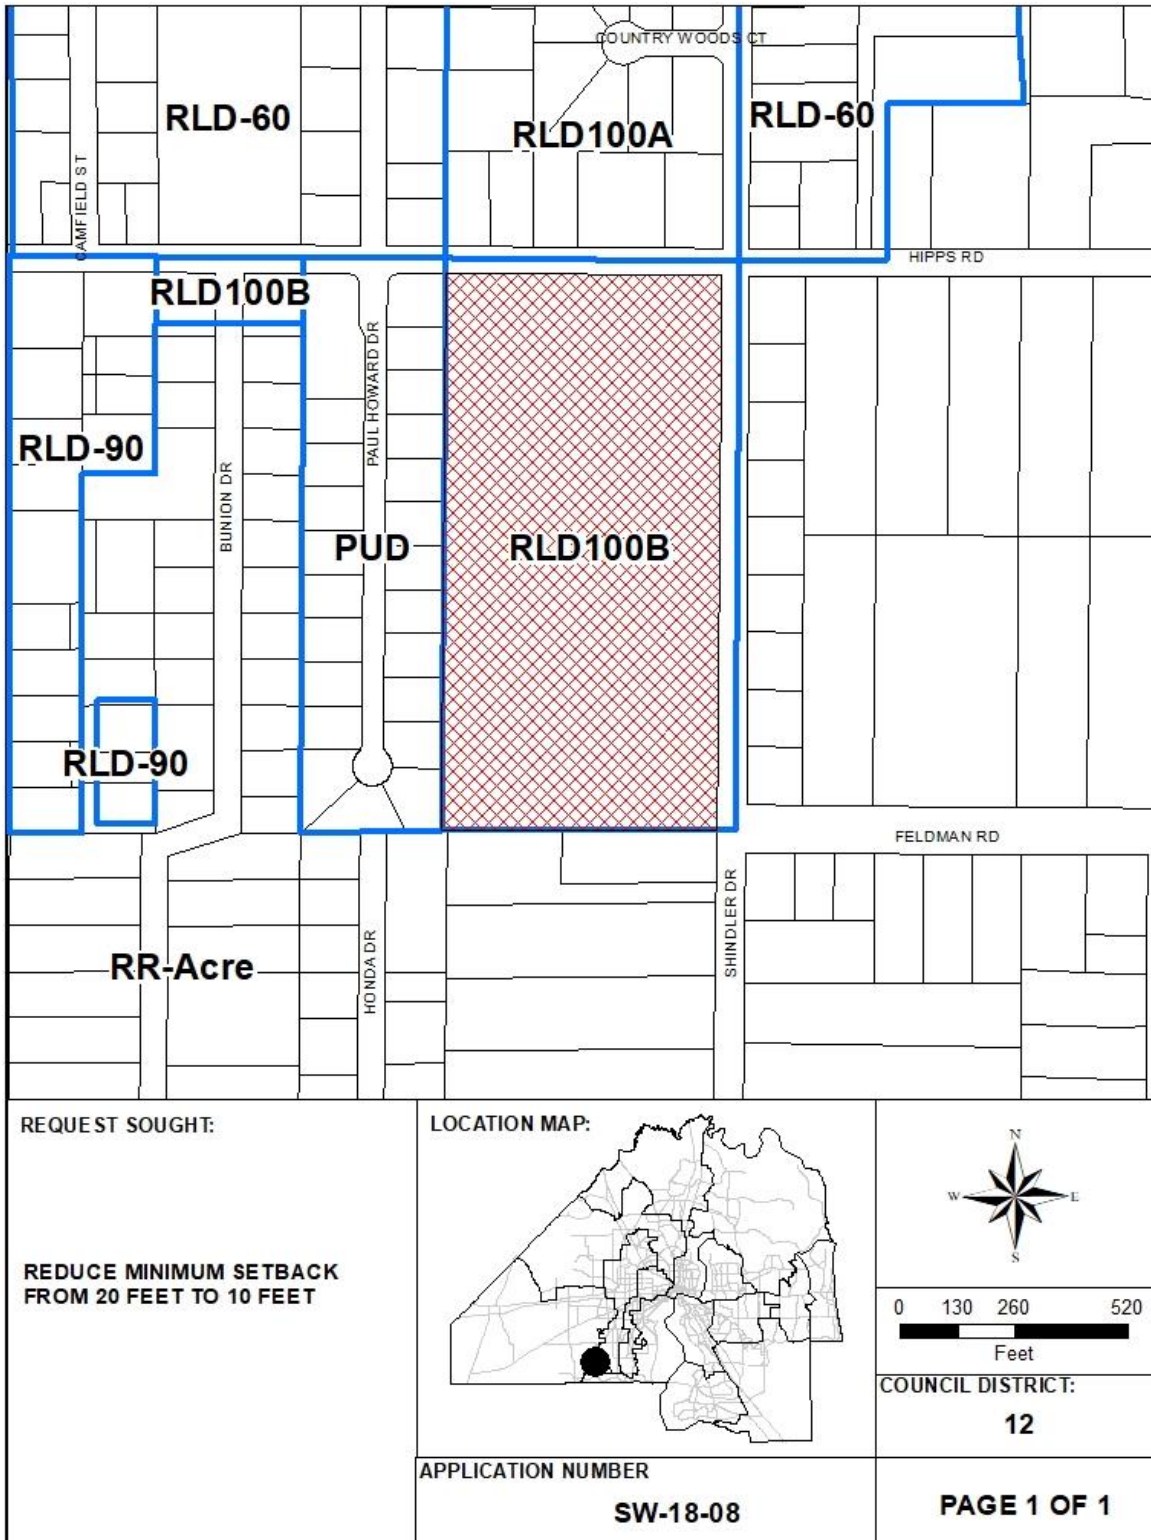 COUNTRY WOODS CT
RLD-60
RLD100A
RLD-60
CAMFIELD ST
HIPPS RD
RLD100B
PAUL HOWARD DR
RLD-90
BUNION DR
PUD
RLD100B
RLD-90
FELDMAN RD
SHINDLER DR
HONDA DR
RR-Acre
REQUEST SOUGHT:
REDUCE MINIMUM SETBACK
FROM 20 FEET TO 10 FEET
LOCATION MAP:
N
W E
S
0 130 260 520
Feet
COUNCIL DISTRICT:
12
APPLICATION NUMBER
SW-18-08
PAGE 1 OF 1